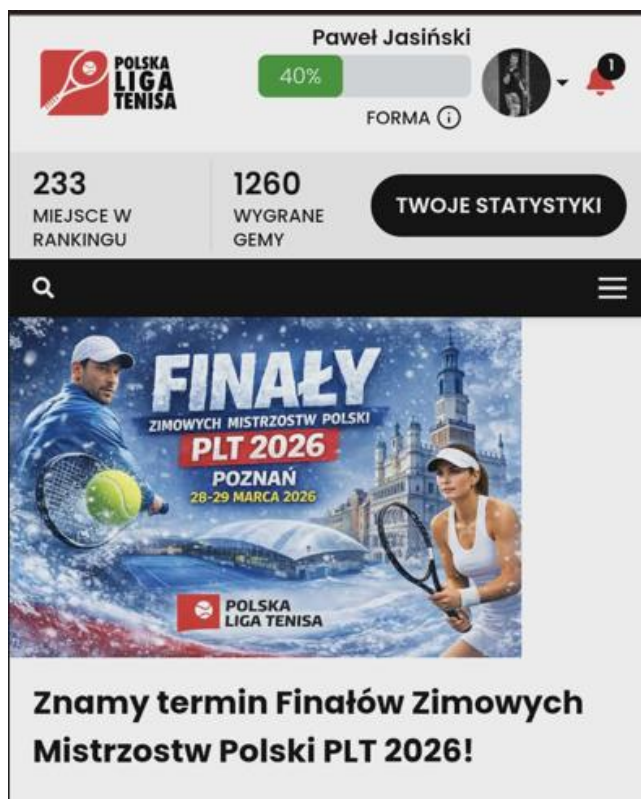 POLSKA
LIGA
TENISA
Paweł Jasiński
40%
FORMA
1
233
MIEJSCE W
RANKINGU
1260
WYGRANE
GEMY
TWOJE STATYSTYKI
FINAŁY
ZIMOWYCH MISTRZOSTW POLSKI
PLT 2026
POZNAŃ
28-29 MARCA 2026
POLSKA
LIGA TENISA
Znamy termin Finałów Zimowych
Mistrzostw Polski PLT 2026!